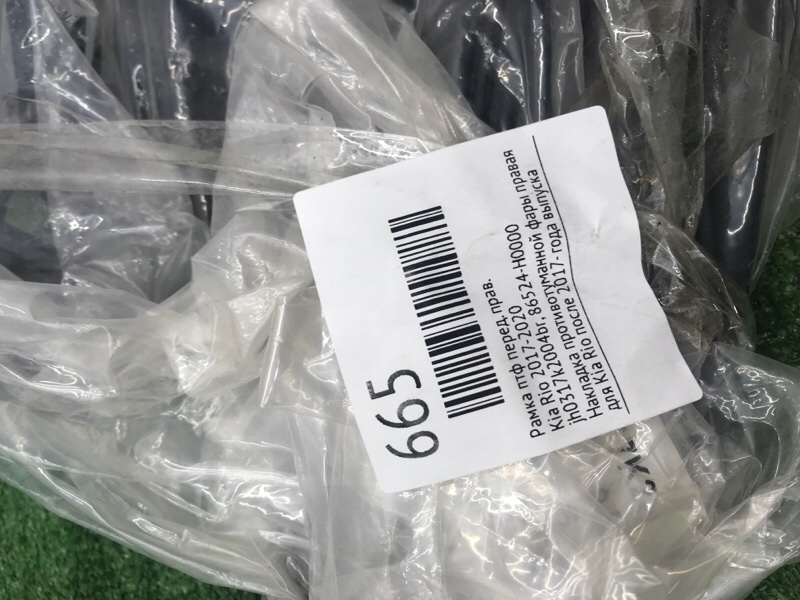 665
Рамка птф перед. прав.
Kia Rio 2017-2020
jh0317k2004br, 86524-H0000
Накладка противотуманной фары правая
для Kia Rio после 2017- года выпуска